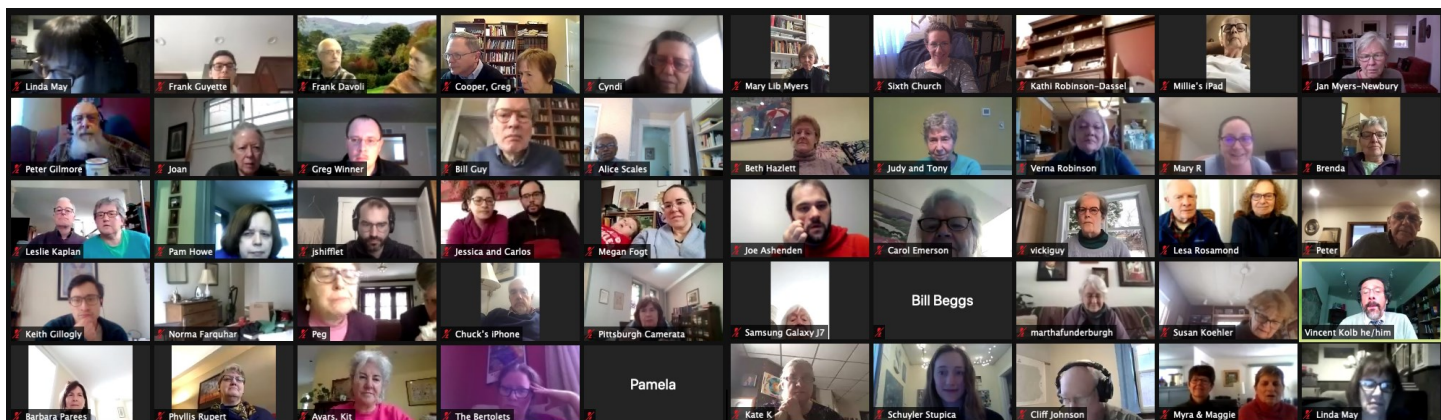 Linda May
Frank Guyette
Frank Davoli
Cooper, Greg
Cyndi
Mary Lib Myers
Sixth Church
Kathi Robinson-Dassel
Millie's iPad
Jan Myers-Newbury
Peter Gilmore
Joan
Greg Winner
Bill Guy
Alice Scales
Beth Hazlett
Judy and Tony
Verna Robinson
Mary R
Brenda
Leslie Kaplan
Pam Howe
jshifflet
Jessica and Carlos
Megan Fogt
Joe Ashenden
Carol Emerson
vickiguy
Lesa Rosamond
Peter
Keith Gillogly
Norma Farquhar
Peg
Chuck's iPhone
Pittsburgh Camerata
Samsung Galaxy J7
Bill Beggs
marthafunderburgh
Susan Koehler
Vincent Kolb he/him
Barbara Parees
Phyllis Rupert
Avars, Kit
The Bertolets
Pamela
Kate K
Schuyler Stupica
Cliff Johnson
Myra & Maggie
Linda May